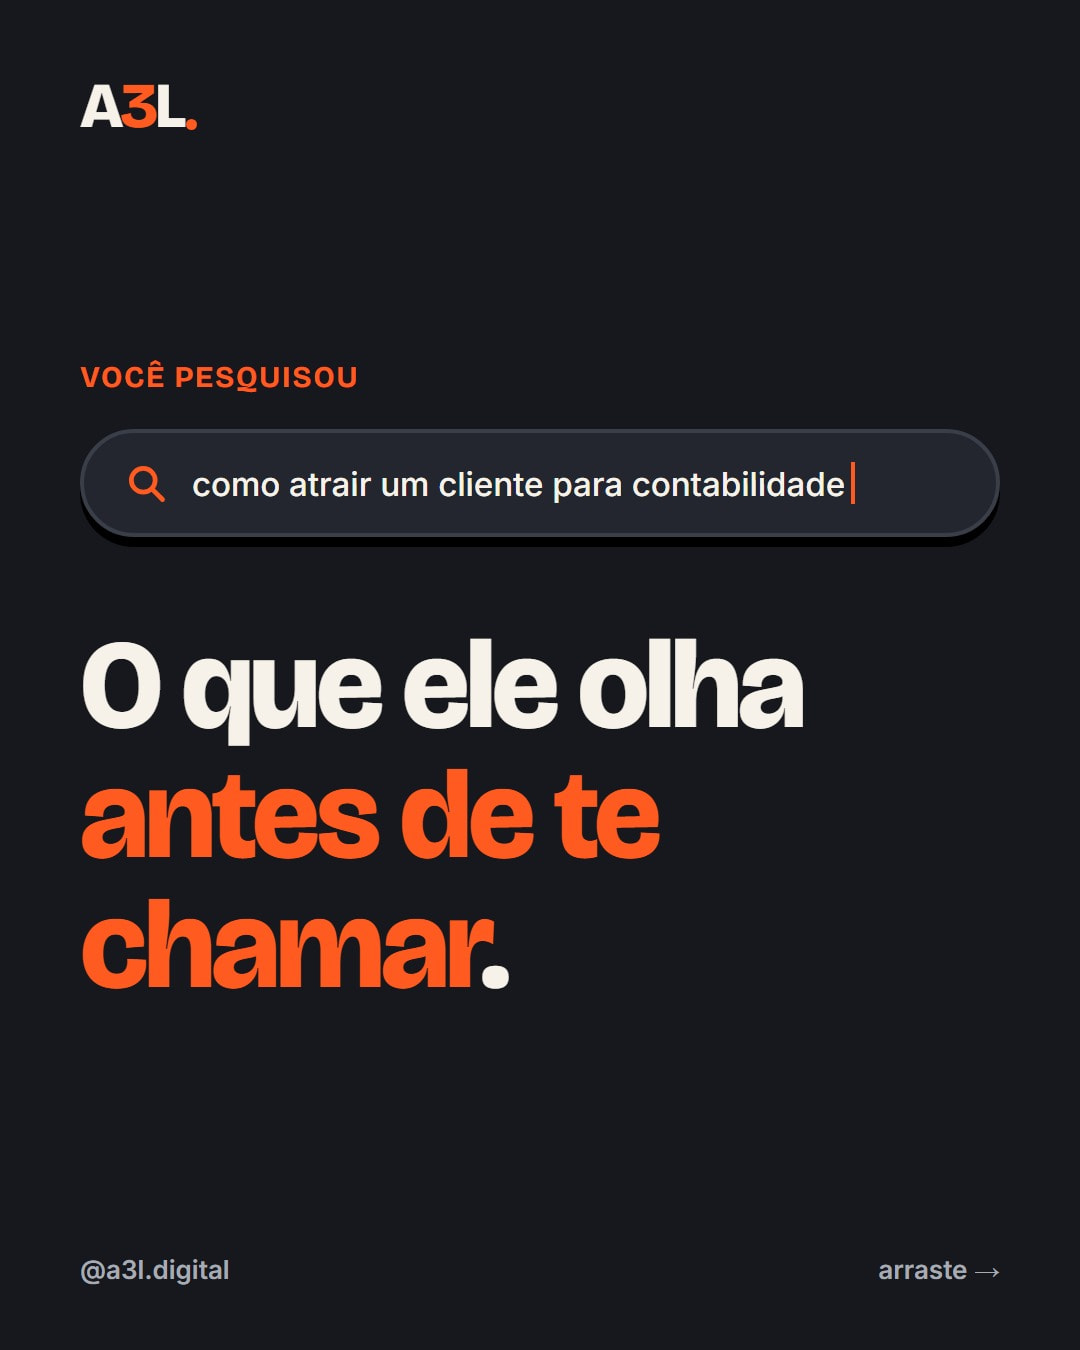 A3L.
VOCÊ PESQUISOU
como atrair um cliente para contabilidade
O que ele olha
antes de te
chamar.
@a3l.digital
arraste →